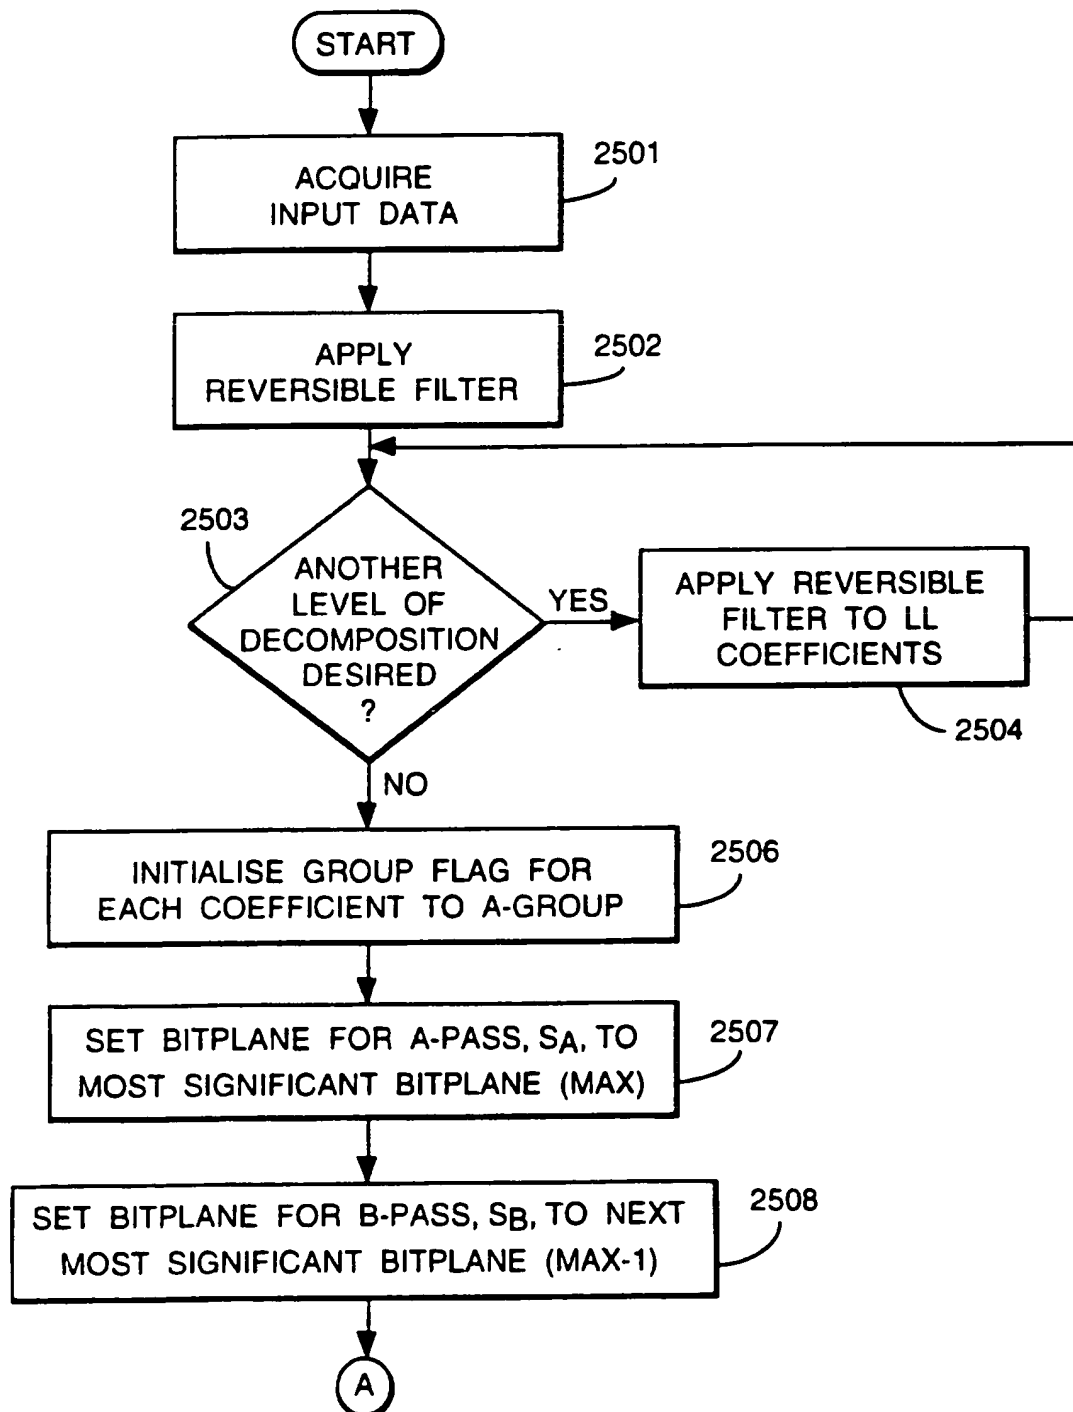 START
ACQUIRE
INPUT DATA
2501
APPLY
REVERSIBLE FILTER
2502
2503
ANOTHER
LEVEL OF
DECOMPOSITION
DESIRED
?
YES
APPLY REVERSIBLE
FILTER TO LL
COEFFICIENTS
2504
NO
INITIALISE GROUP FLAG FOR
EACH COEFFICIENT TO A-GROUP
2506
SET BITPLANE FOR A-PASS, SA, TO
MOST SIGNIFICANT BITPLANE (MAX)
2507
SET BITPLANE FOR B-PASS, SB, TO NEXT
MOST SIGNIFICANT BITPLANE (MAX-1)
2508
A